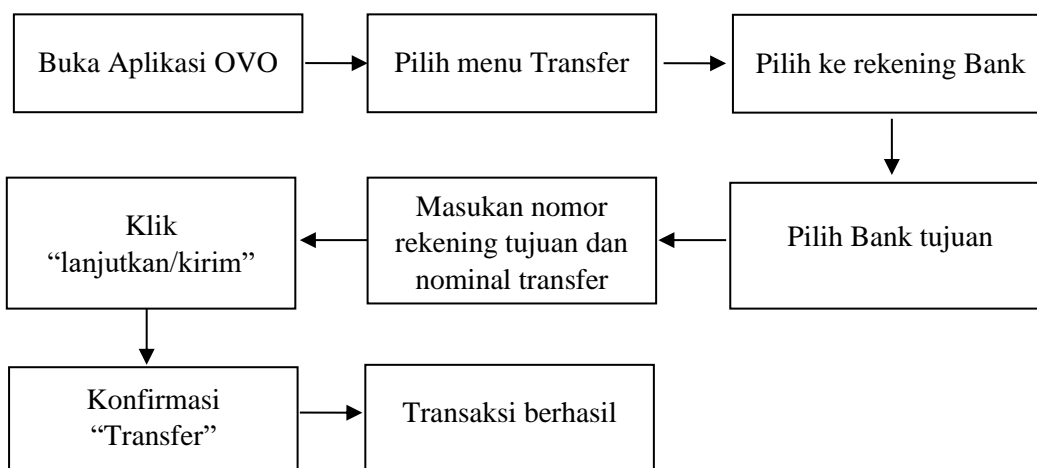 Buka Aplikasi OVO
Pilih menu Transfer
Pilih ke rekening Bank
Pilih Bank tujuan
Masukan nomor
rekening tujuan dan
nominal transfer
Klik
“lanjutkan/kirim”
Konfirmasi
“Transfer”
Transaksi berhasil